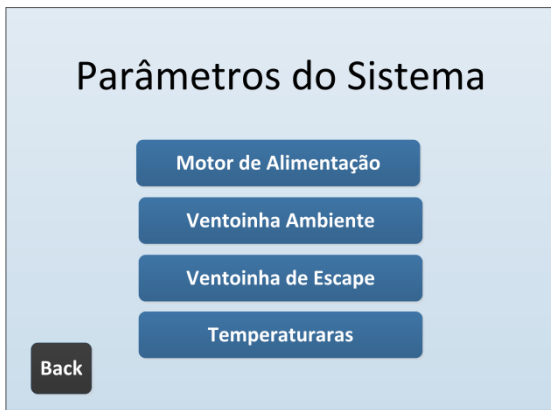 Parâmetros do Sistema
Motor de Alimentação
Ventoinha Ambiente
Ventoinha de Escape
Temperaturaras
Back